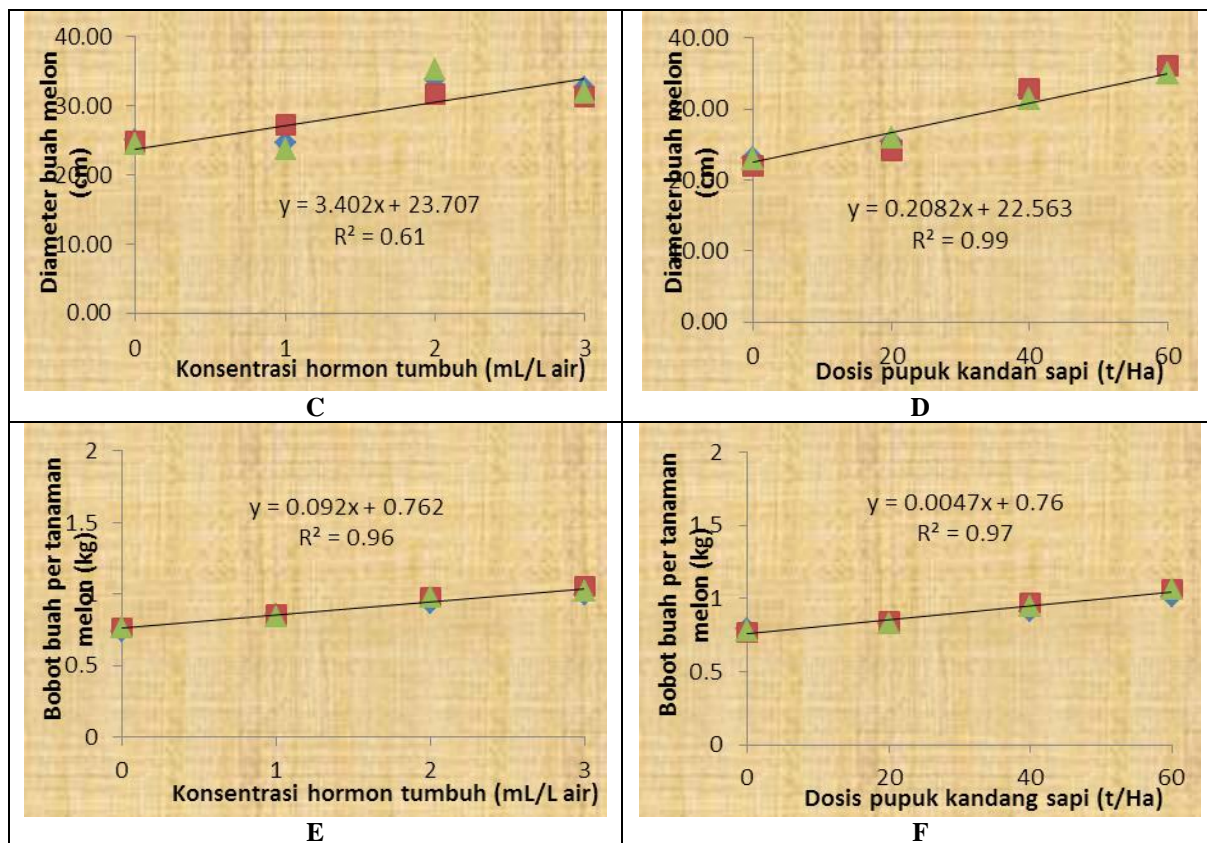 40.00
30.00
20.00
10.00
0.00
Diameter buah melon
(cm)
y = 3.402x + 23.707
R² = 0.61
0 1 2 3
Konsentrasi hormon tumbuh (mL/L air)
C
40.00
30.00
20.00
10.00
0.00
Diameter buah melon
(cm)
y = 0.2082x + 22.563
R² = 0.99
0 20 40 60
Dosis pupuk kandan sapi (t/Ha)
D
2
1.5
1
0.5
0
Bobot buah per tanaman
melon (kg)
y = 0.092x + 0.762
R² = 0.96
0 1 2 3
Konsentrasi hormon tumbuh (mL/L air)
E
2
1.5
1
0.5
0
Bobot buah per tanaman
melon (kg)
y = 0.0047x + 0.76
R² = 0.97
0 20 40 60
Dosis pupuk kandang sapi (t/Ha)
F